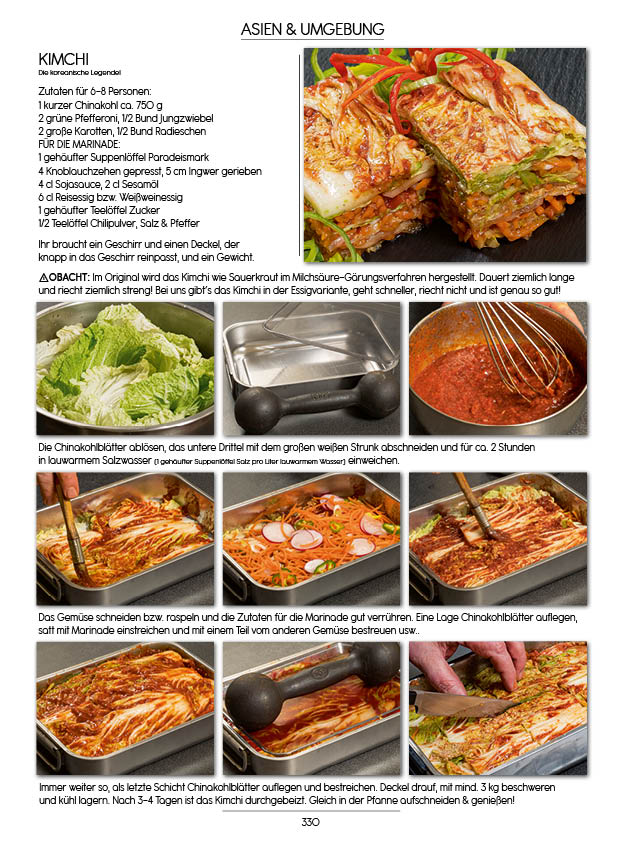 ASIEN & UMGEBUNG
KIMCHI
Die koreanische Legende!
Zutaten für 6–8 Personen:
1 kurzer Chinakohl ca. 750 g
2 grüne Pfefferoni, 1/2 Bund Jungzwiebel
2 große Karotten, 1/2 Bund Radieschen
FÜR DIE MARINADE:
1 gehäufter Suppenlöffel Paradeismark
4 Knoblauchzehen gepresst, 5 cm Ingwer gerieben
4 cl Sojasauce, 2 cl Sesamöl
6 cl Reisessig bzw. Weißweinessig
1 gehäufter Teelöffel Zucker
1/2 Teelöffel Chilipulver, Salz & Pfeffer
Ihr braucht ein Geschirr und einen Deckel, der
knapp in das Geschirr reinpasst, und ein Gewicht.
⚠OBACHT: Im Original wird das Kimchi wie Sauerkraut im Milchsäure-Gärungsverfahren hergestellt. Dauert ziemlich lange
und riecht ziemlich streng! Bei uns gibt's das Kimchi in der Essigvariante, geht schneller, riecht nicht und ist genau so gut!
Die Chinakohlblätter ablösen, das untere Drittel mit dem großen weißen Strunk abschneiden und für ca. 2 Stunden
in lauwarmem Salzwasser (1 gehäufter Suppenlöffel Salz pro Liter lauwarmem Wasser) einweichen.
Das Gemüse schneiden bzw. raspeln und die Zutaten für die Marinade gut verrühren. Eine Lage Chinakohlblätter auflegen,
satt mit Marinade einstreichen und mit einem Teil vom anderen Gemüse bestreuen usw..
Immer weiter so, als letzte Schicht Chinakohlblätter auflegen und bestreichen. Deckel drauf, mit mind. 3 kg beschweren
und kühl lagern. Nach 3–4 Tagen ist das Kimchi durchgebeizt. Gleich in der Pfanne aufschneiden & genießen!
330